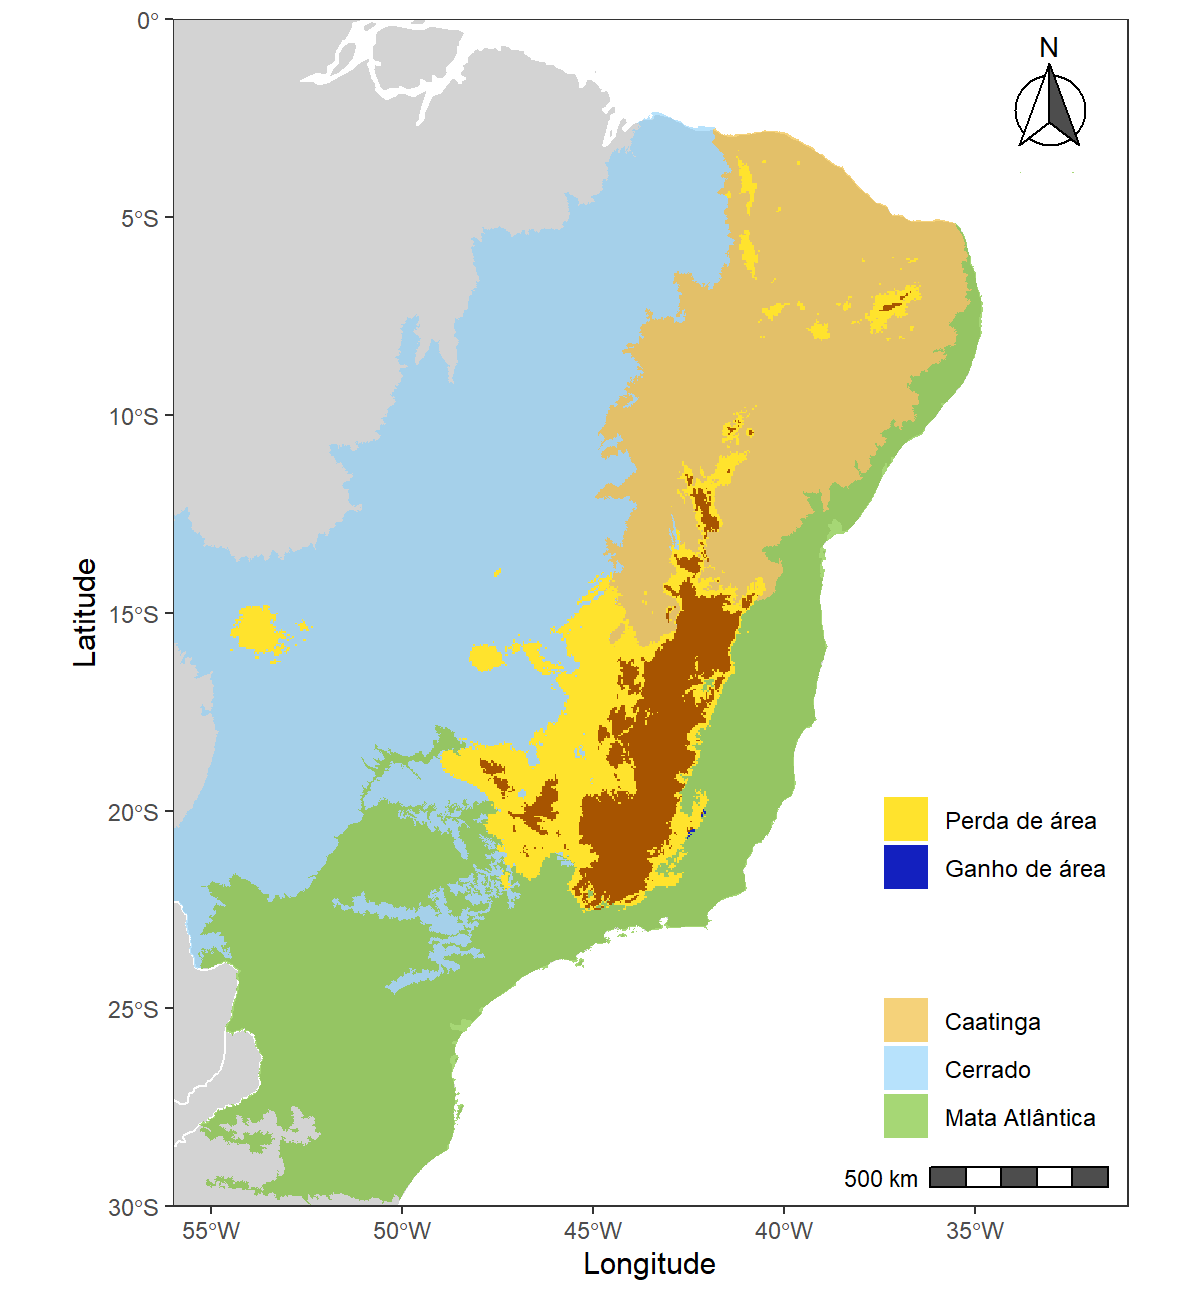 0°
5°S
10°S
15°S
20°S
25°S
30°S
Latitude
N
Perda de área
Ganho de área
Caatinga
Cerrado
Mata Atlântica
500 km
55°W
50°W
45°W
40°W
35°W
Longitude